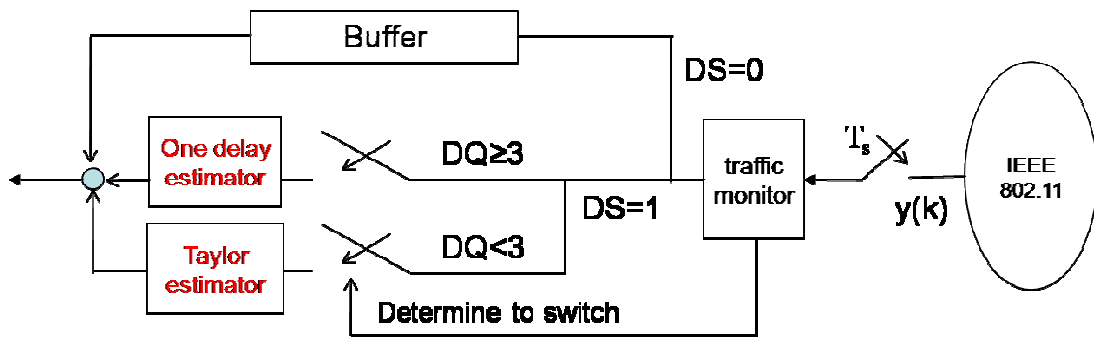 Buffer
DS=0
One delay
estimator
DQ≥3
traffic
monitor
Ts
y(k)
IEEE
802.11
DS=1
Taylor
estimator
DQ<3
Determine to switch